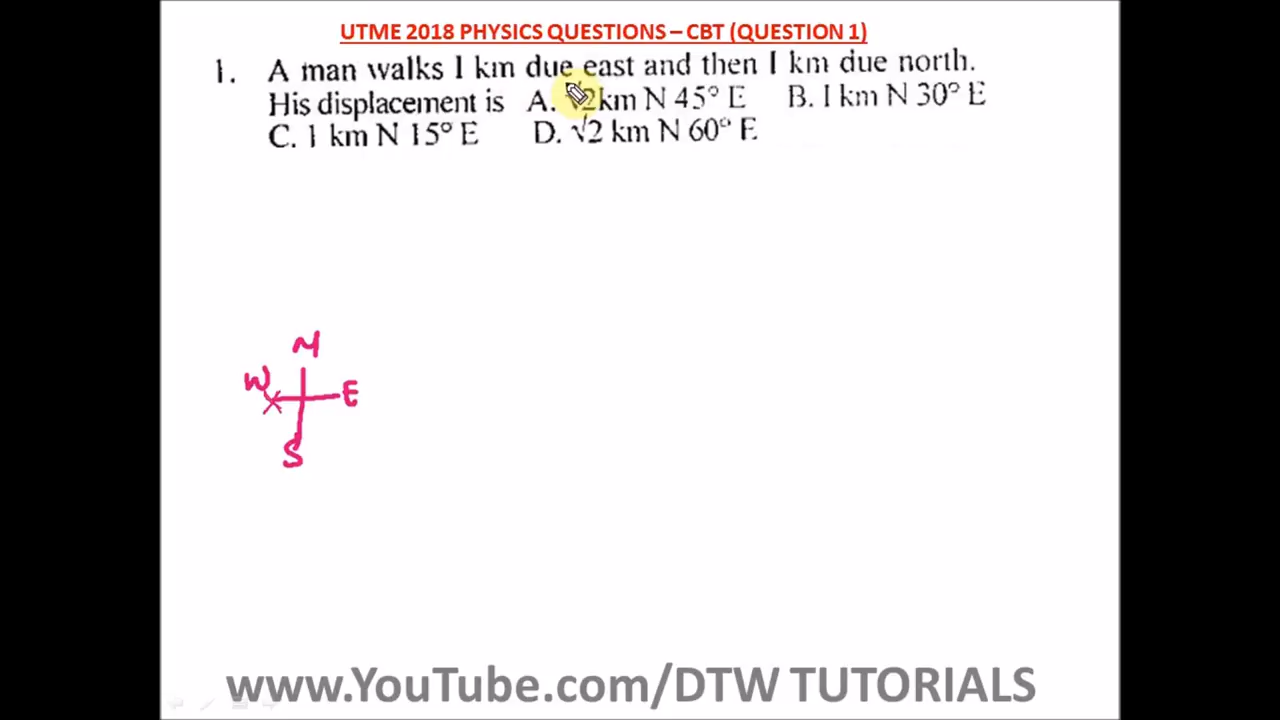 UTME 2018 PHYSICS QUESTIONS – CBT (QUESTION 1)
1. A man walks 1 km due east and then 1 km due north.
His displacement is A. √2km N 45° E B. 1 km N 30° E
C. 1 km N 15° E D. √2 km N 60° E
N
W E
S
www.YouTube.com/DTW TUTORIALS